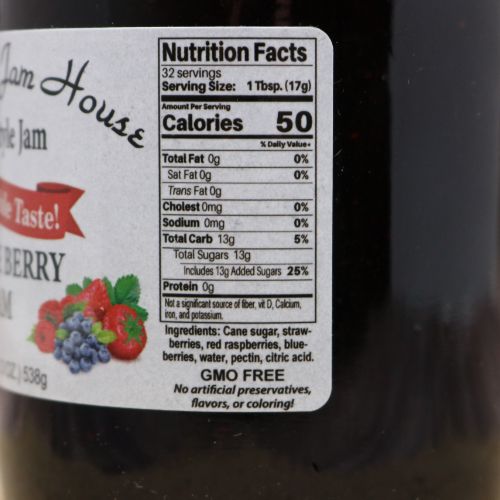 Jam House
Jam
Taste!
BERRY
538g
Nutrition Facts
32 servings
Serving Size: 1 Tbsp. (17g)
Amount Per Serving
Calories 50
% Daily Value*
Total Fat 0g 0%
Sat Fat 0g 0%
Trans Fat 0g
Cholest 0mg 0%
Sodium 0mg 0%
Total Carb 13g 5%
Total Sugars 13g
Includes 13g Added Sugars 25%
Protein 0g
Not a significant source of fiber, vit D, Calcium,
iron, and potassium.
Ingredients: Cane sugar, straw-
berries, red raspberries, blue-
berries, water, pectin, citric acid.
GMO FREE
No artificial preservatives,
flavors, or coloring!